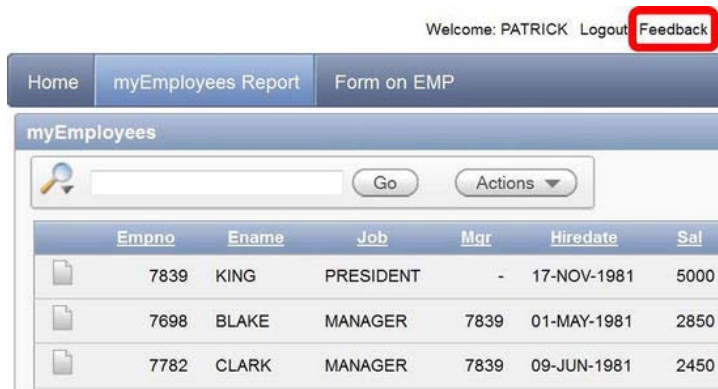 Welcome: PATRICK Logout Feedback
Home myEmployees Report Form on EMP
myEmployees
Go Actions
Empno Ename Job Mgr Hiredate Sal
7839 KING PRESIDENT - 17-NOV-1981 5000
7698 BLAKE MANAGER 7839 01-MAY-1981 2850
7782 CLARK MANAGER 7839 09-JUN-1981 2450